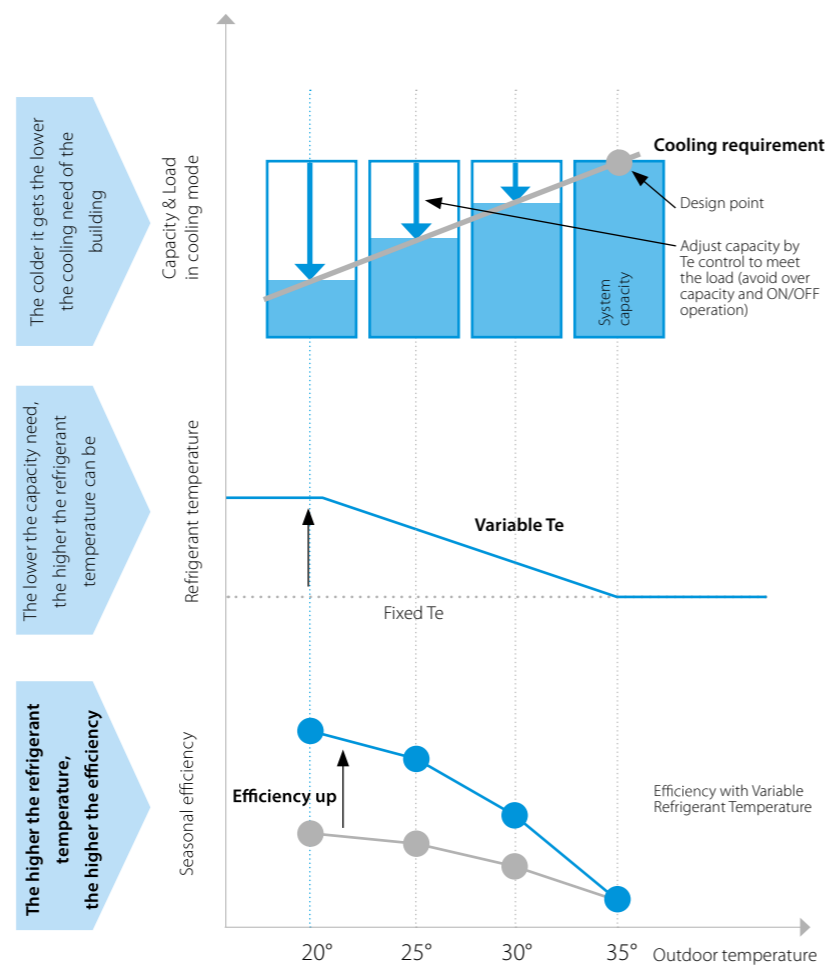 The colder it gets the lower
the cooling need of the
building
Capacity & Load
in cooling mode
Cooling requirement
Design point
Adjust capacity by
Te control to meet
the load (avoid over
capacity and ON/OFF
operation)
System
capacity
The lower the capacity need,
the higher the refrigerant
temperature can be
Refrigerant temperature
Variable Te
Fixed Te
The higher the refrigerant
temperature,
the higher the efficiency
Seasonal efficiency
Efficiency up
Efficiency with Variable
Refrigerant Temperature
20° 25° 30° 35° Outdoor temperature